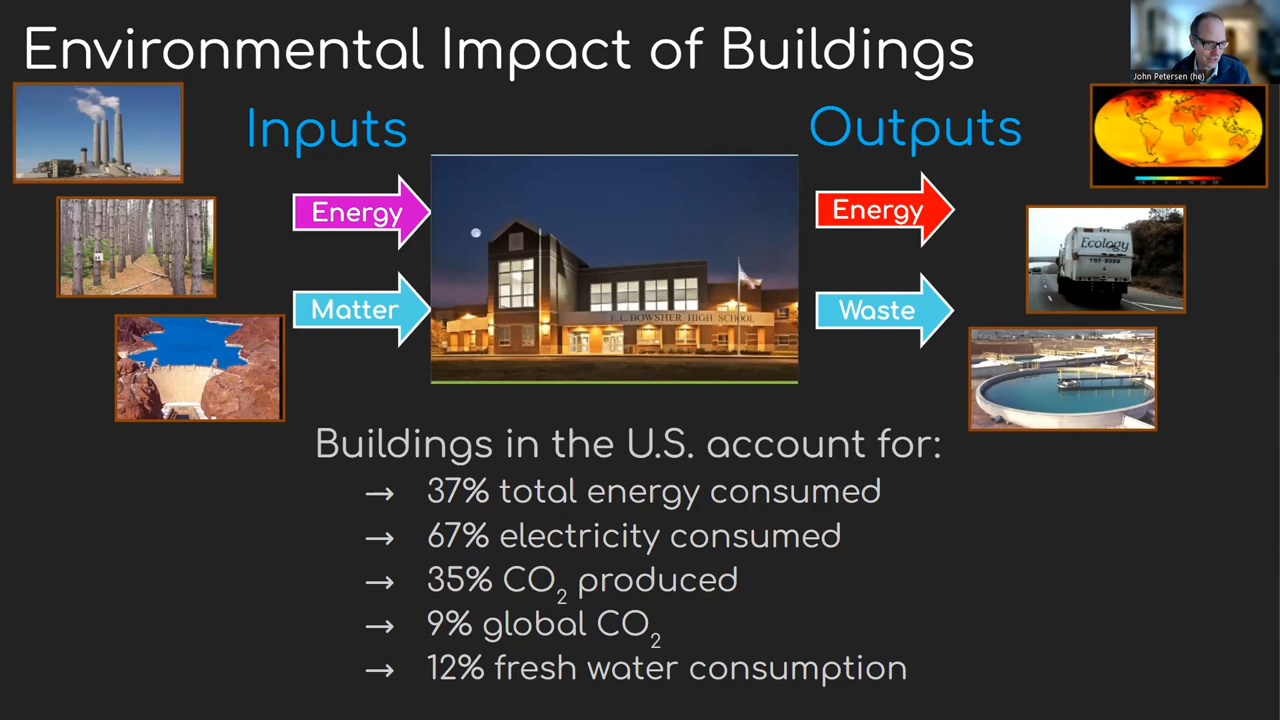 Environmental Impact of Buildings
John Petersen (he)
Inputs
Outputs
Energy
Energy
Ecology
Matter
E.L. BOWSHER HIGH SCHOOL
Waste
Buildings in the U.S. account for:
→ 37% total energy consumed
→ 67% electricity consumed
→ 35% CO₂ produced
→ 9% global CO₂
→ 12% fresh water consumption